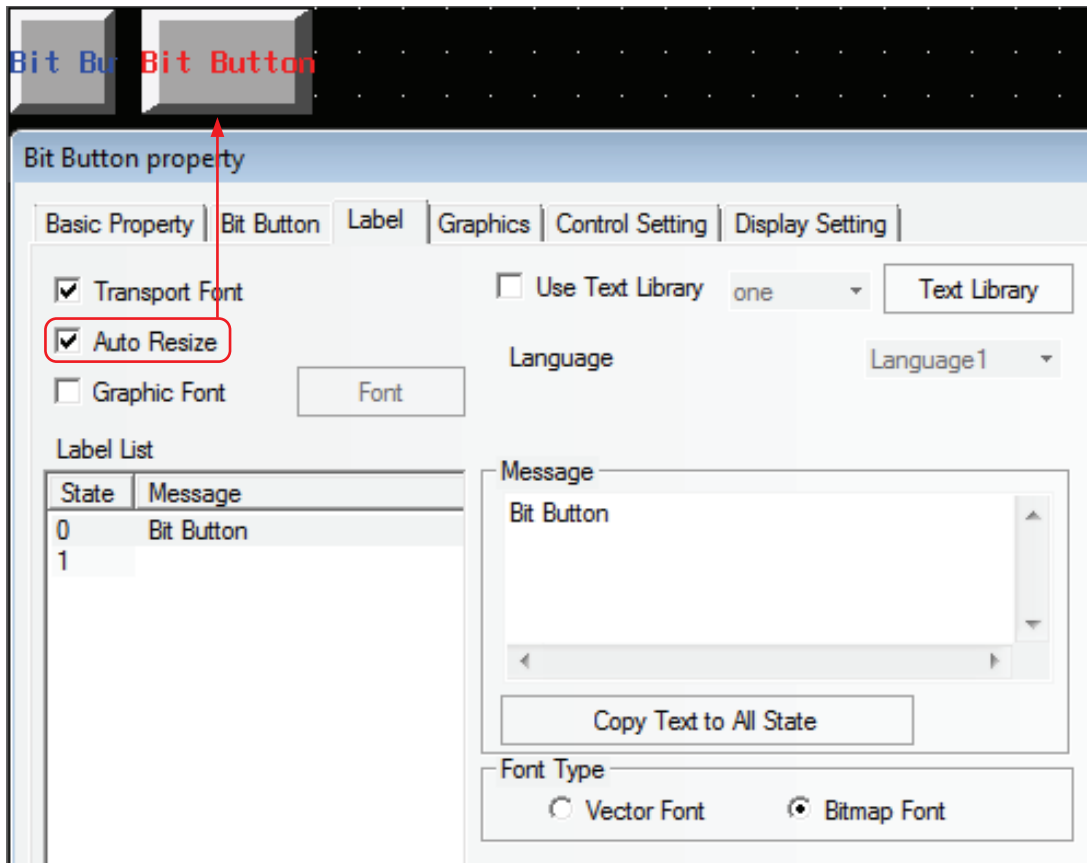 Bit Bu Bit Button
Bit Button property
Basic Property Bit Button Label Graphics Control Setting Display Setting
Transport Font Use Text Library one Text Library
Auto Resize
Language Language1
Graphic Font Font
Label List
Message
State Message
Bit Button
0 Bit Button
1
Copy Text to All State
Font Type
Vector Font Bitmap Font